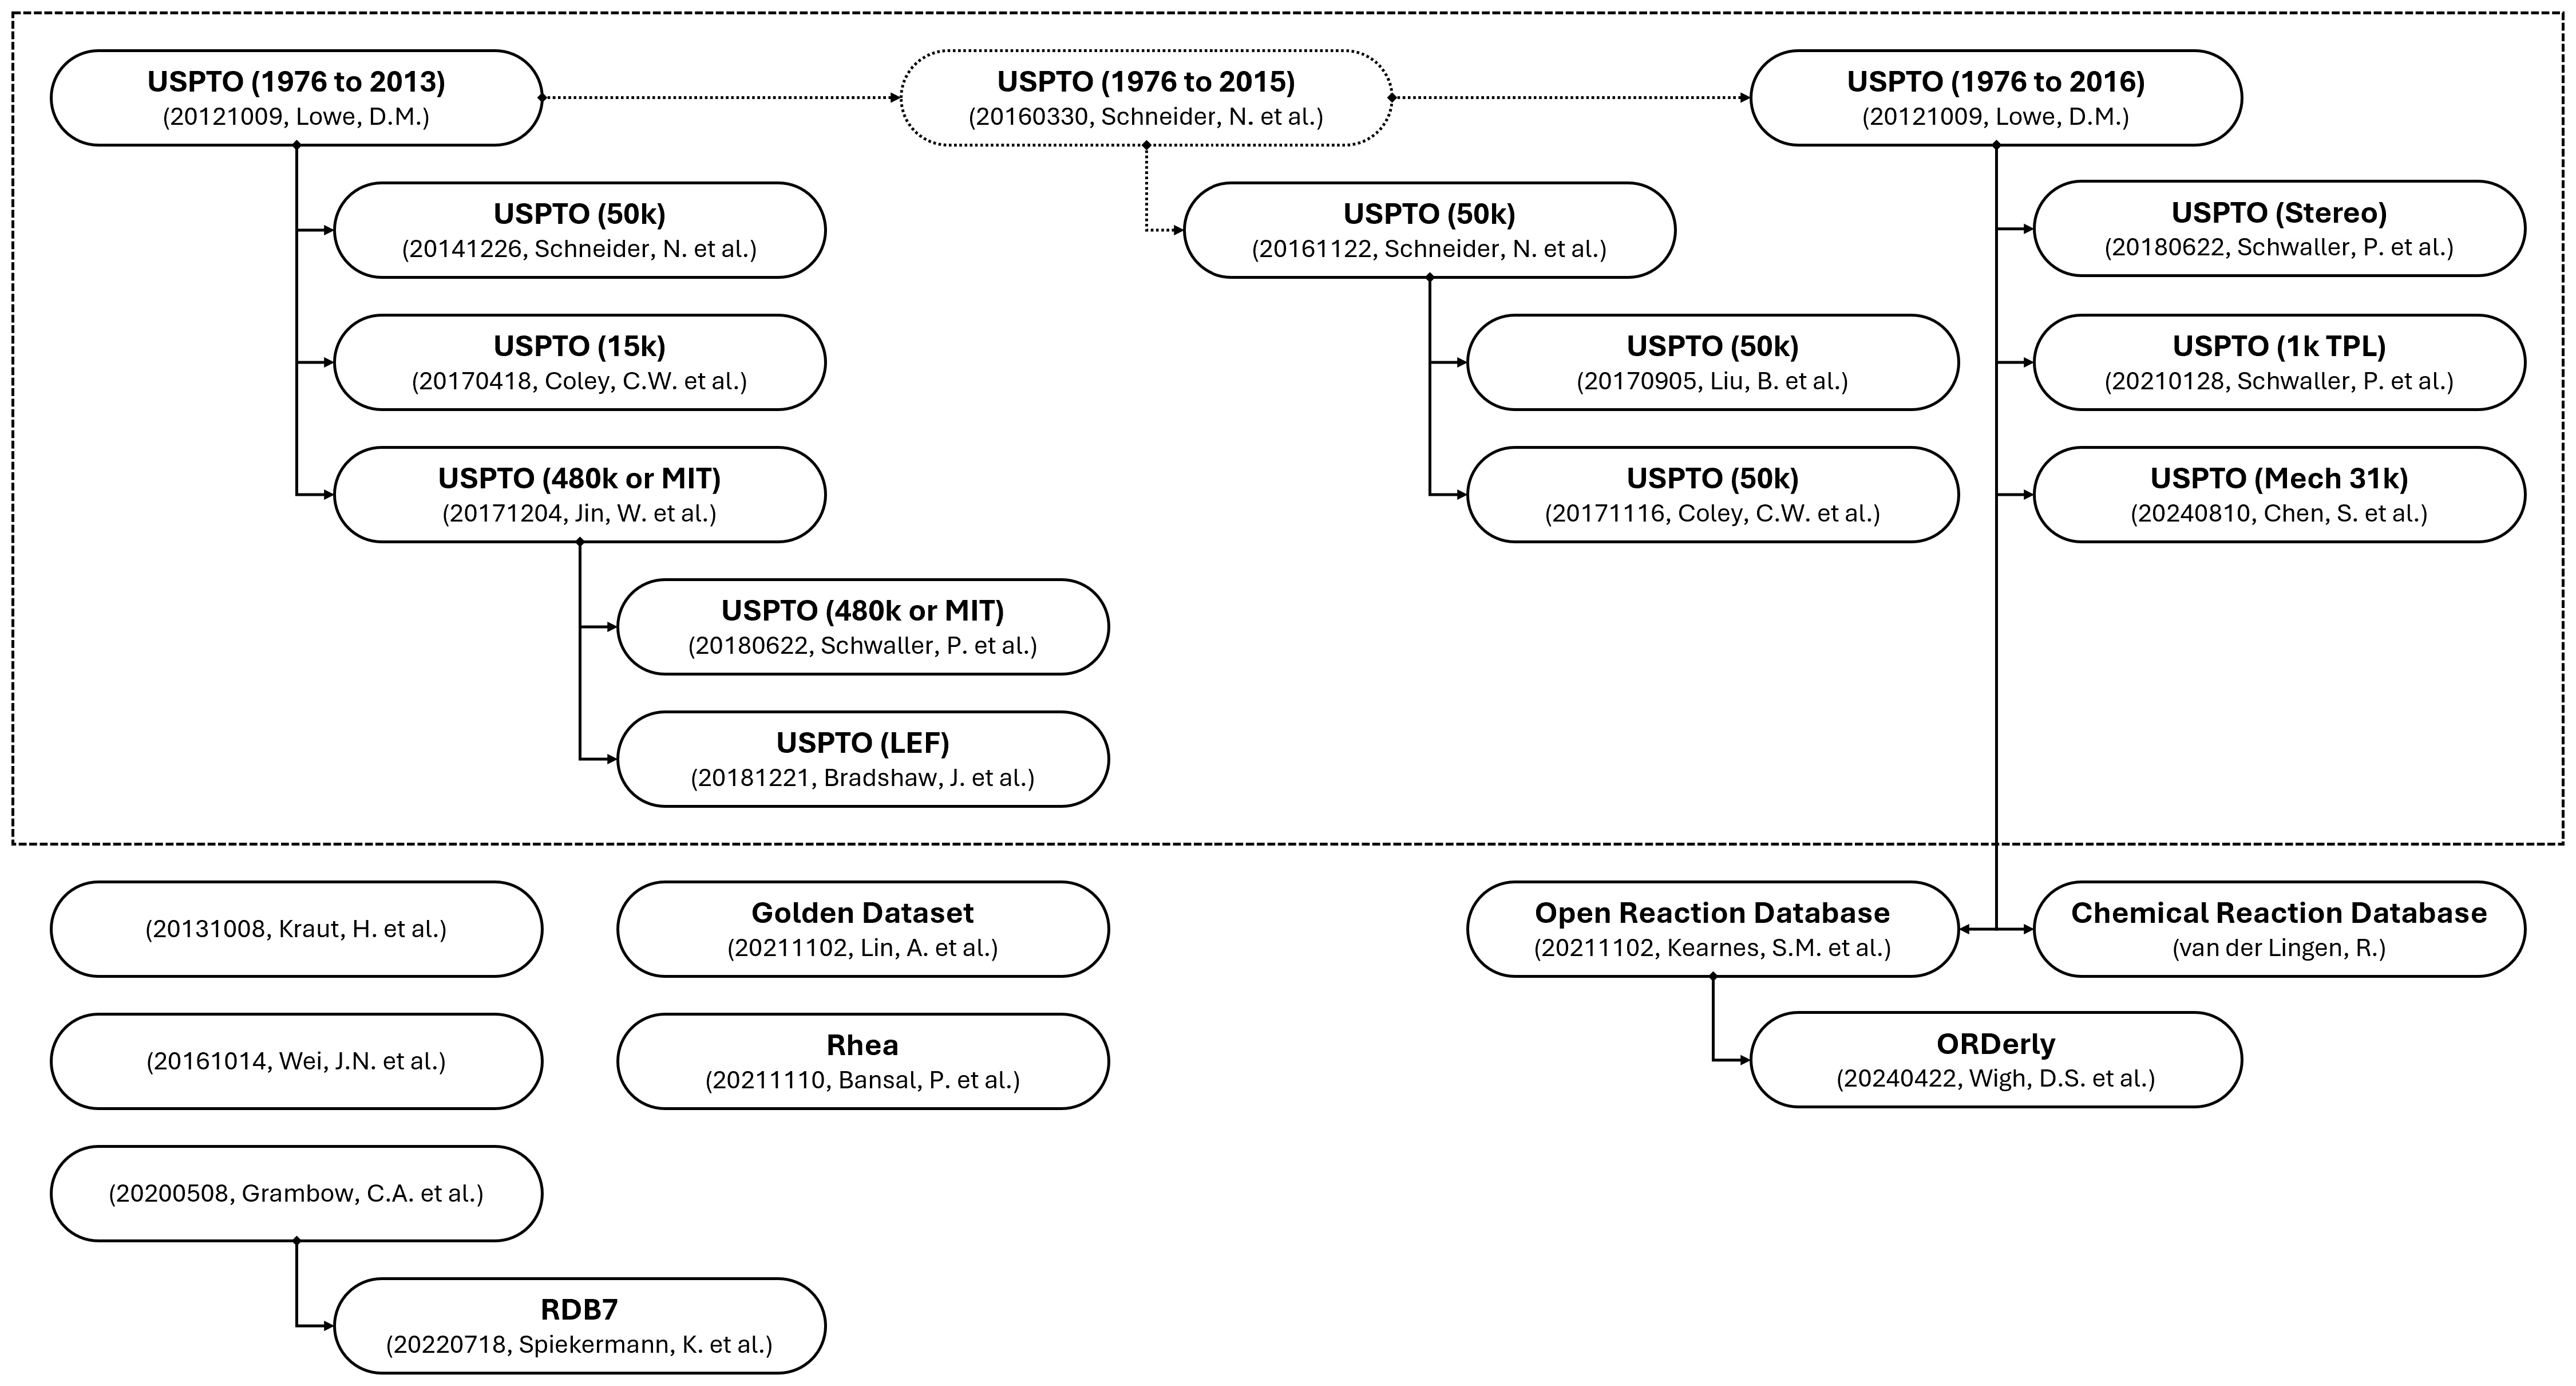 USPTO (1976 to 2013)
(20121009, Lowe, D.M.)
USPTO (50k)
(20141226, Schneider, N. et al.)
USPTO (15k)
(20170418, Coley, C.W. et al.)
USPTO (480k or MIT)
(20171204, Jin, W. et al.)
USPTO (480k or MIT)
(20180622, Schwaller, P. et al.)
USPTO (LEF)
(20181221, Bradshaw, J. et al.)
USPTO (1976 to 2015)
(20160330, Schneider, N. et al.)
USPTO (50k)
(20161122, Schneider, N. et al.)
USPTO (50k)
(20170905, Liu, B. et al.)
USPTO (50k)
(20171116, Coley, C.W. et al.)
USPTO (1976 to 2016)
(20121009, Lowe, D.M.)
USPTO (Stereo)
(20180622, Schwaller, P. et al.)
USPTO (1k TPL)
(20210128, Schwaller, P. et al.)
USPTO (Mech 31k)
(20240810, Chen, S. et al.)
(20131008, Kraut, H. et al.)
(20161014, Wei, J.N. et al.)
(20200508, Grambow, C.A. et al.)
RDB7
(20220718, Spiekermann, K. et al.)
Golden Dataset
(20211102, Lin, A. et al.)
Rhea
(20211110, Bansal, P. et al.)
Open Reaction Database
(20211102, Kearnes, S.M. et al.)
ORDerly
(20240422, Wigh, D.S. et al.)
Chemical Reaction Database
(van der Lingen, R.)